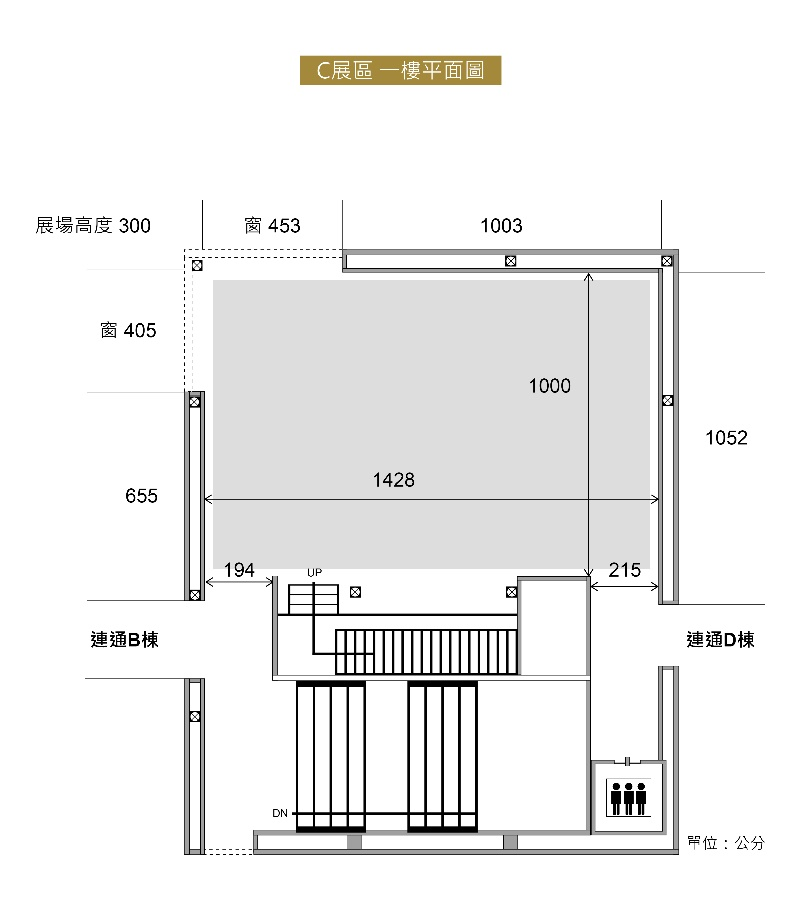 C展區 一樓平面圖
展場高度 300
窗 453
1003
窗 405
1000
1052
1428
655
194
UP
215
連通B棟
連通D棟
DN
單位：公分